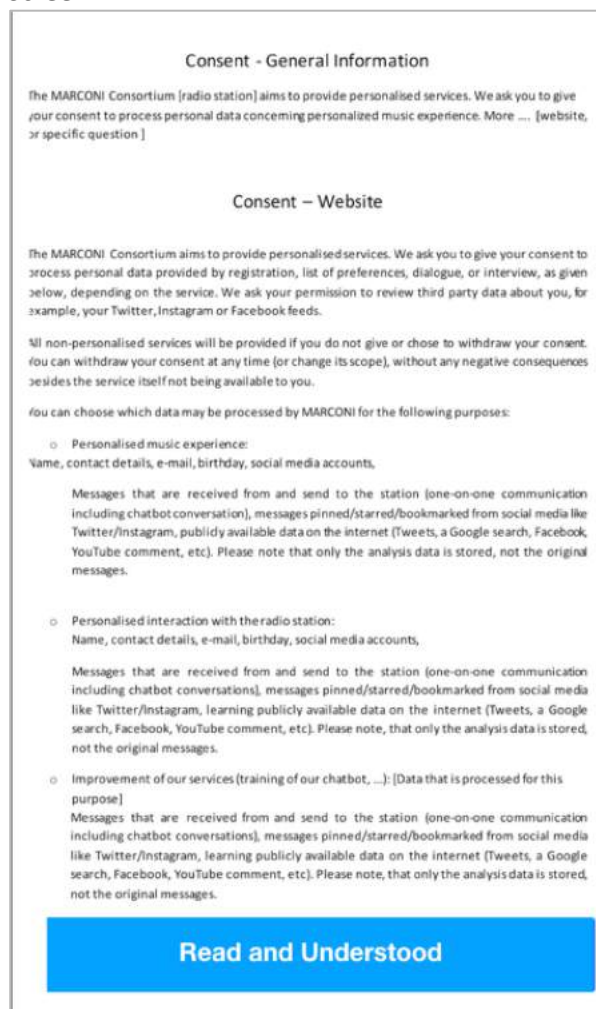 Consent - General Information
The MARCONI Consortium [radio station] aims to provide personalised services. We ask you to give
your consent to process personal data concerning personalized music experience. More .... [website,
or specific question ]
Consent – Website
The MARCONI Consortium aims to provide personalised services. We ask you to give your consent to
process personal data provided by registration, list of preferences, dialogue, or interview, as given
below, depending on the service. We ask your permission to review third party data about you, for
example, your Twitter, Instagram or Facebook feeds.
All non-personalised services will be provided if you do not give or chose to withdraw your consent.
You can withdraw your consent at any time (or change its scope), without any negative consequences
besides the service itself not being available to you.
You can choose which data may be processed by MARCONI for the following purposes:
o Personalised music experience:
Name, contact details, e-mail, birthday, social media accounts,
Messages that are received from and send to the station (one-on-one communication
including chatbot conversation), messages pinned/starred/bookmarked from social media like
Twitter/Instagram, publicly available data on the internet (Tweets, a Google search, Facebook,
YouTube comment, etc). Please note that only the analysis data is stored, not the original
messages.
o Personalised interaction with the radio station:
Name, contact details, e-mail, birthday, social media accounts,
Messages that are received from and send to the station (one-on-one communication
including chatbot conversations), messages pinned/starred/bookmarked from social media
like Twitter/Instagram, learning publicly available data on the internet (Tweets, a Google
search, Facebook, YouTube comment, etc). Please note, that only the analysis data is stored,
not the original messages.
o Improvement of our services (training of our chatbot, ...): [Data that is processed for this
purpose]
Messages that are received from and send to the station (one-on-one communication
including chatbot conversations), messages pinned/starred/bookmarked from social media
like Twitter/Instagram, learning publicly available data on the internet (Tweets, a Google
search, Facebook, YouTube comment, etc). Please note, that only the analysis data is stored,
not the original messages.
Read and Understood